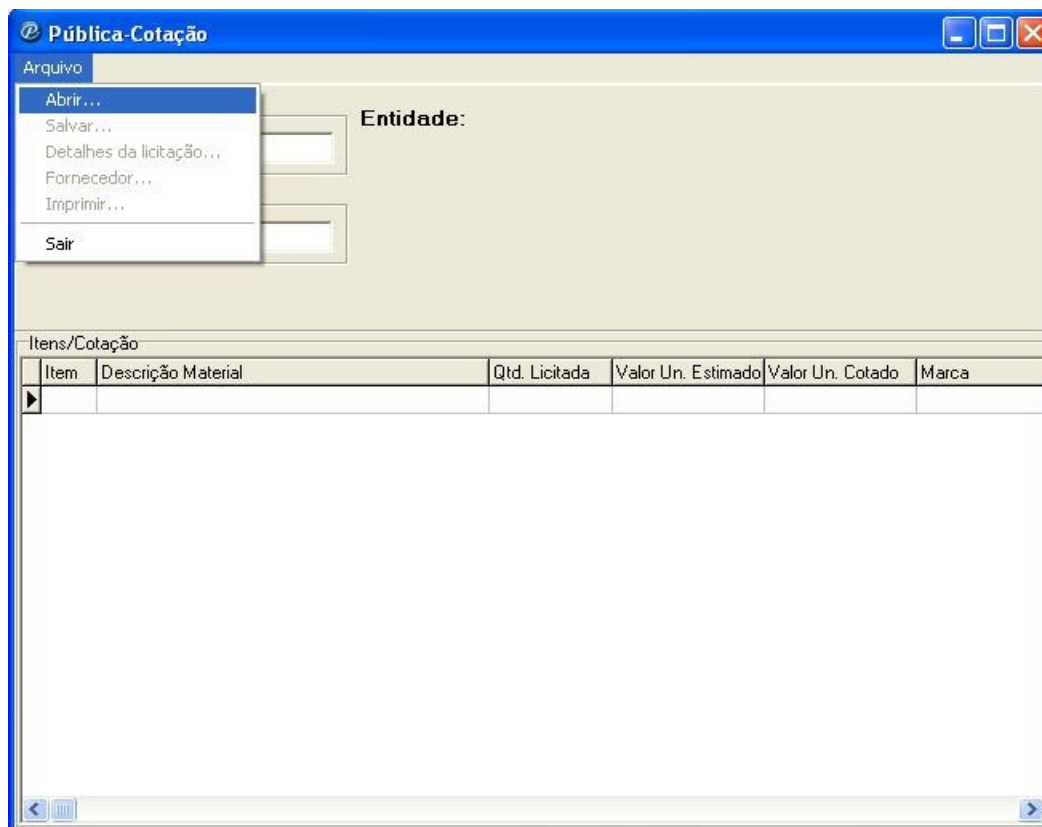 Pública-Cotação
Arquivo
Abrir...
Salvar...
Detalhes da licitação...
Fornecedor...
Imprimir...
Sair
Entidade:
Itens/Cotação
Item Descrição Material Qtd. Licitada Valor Un. Estimado Valor Un. Cotado Marca